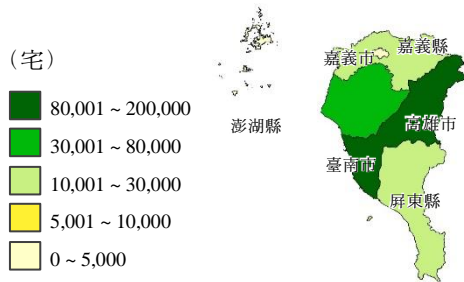 (宅)
80,001 ~ 200,000
30,001 ~ 80,000
10,001 ~ 30,000
5,001 ~ 10,000
0 ~ 5,000
澎湖縣
嘉義市
嘉義縣
高雄市
臺南市
屏東縣